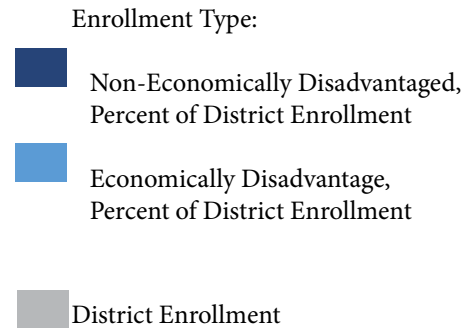 Enrollment Type:
Non-Economically Disadvantaged,
Percent of District Enrollment
Economically Disadvantage,
Percent of District Enrollment
District Enrollment